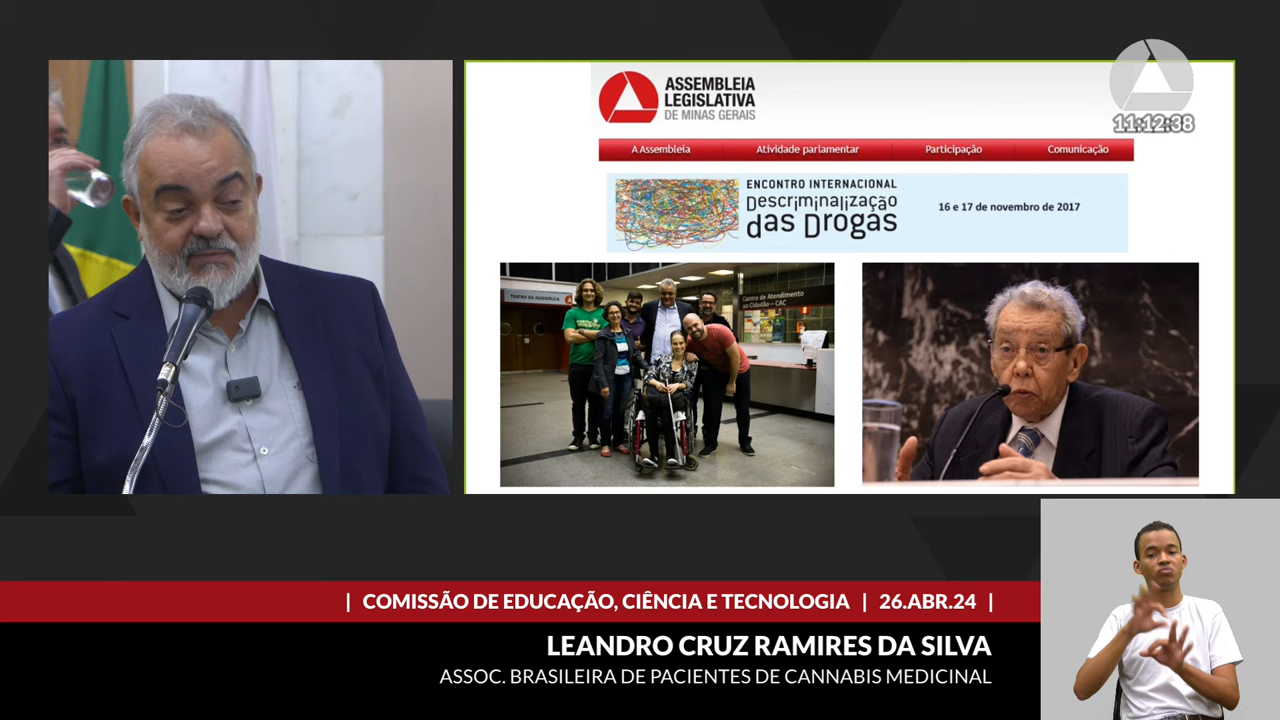 ASSEMBLEIA
LEGISLATIVA
DE MINAS GERAIS
11:12:38
A Assembleia Atividade parlamentar Participação Comunicação
ENCONTRO INTERNACIONAL
Descriminalização
das Drogas
16 e 17 de novembro de 2017
TEATRO DA ASSEMBLEIA
Centro de Atendimento
ao Cidadão - CAC
| COMISSÃO DE EDUCAÇÃO, CIÊNCIA E TECNOLOGIA | 26.ABR.24 |
LEANDRO CRUZ RAMIRES DA SILVA
ASSOC. BRASILEIRA DE PACIENTES DE CANNABIS MEDICINAL